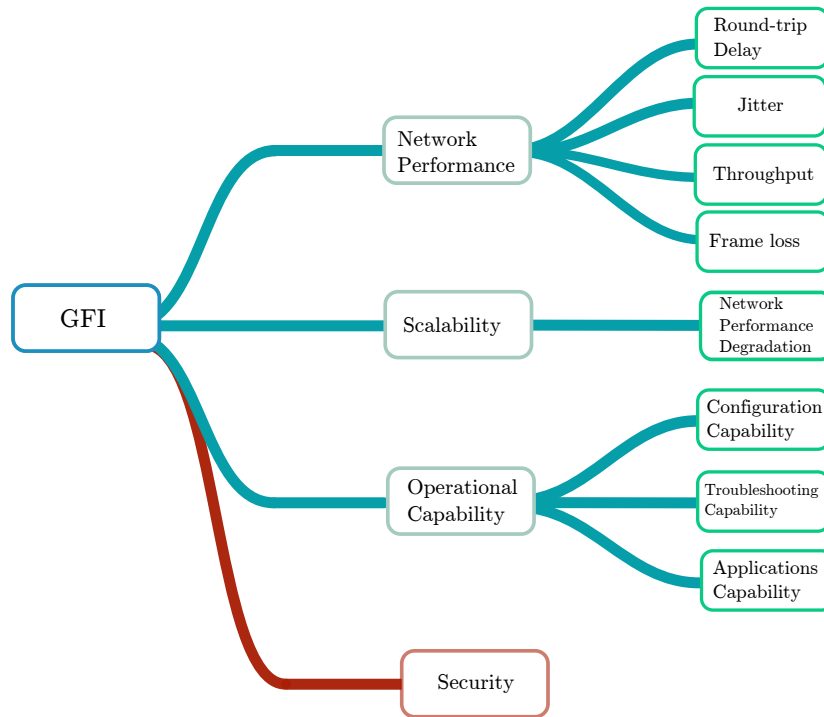 GFI
Network
Performance
Round-trip
Delay
Jitter
Throughput
Frame loss
Scalability
Network
Performance
Degradation
Operational
Capability
Configuration
Capability
Troubleshooting
Capability
Applications
Capability
Security